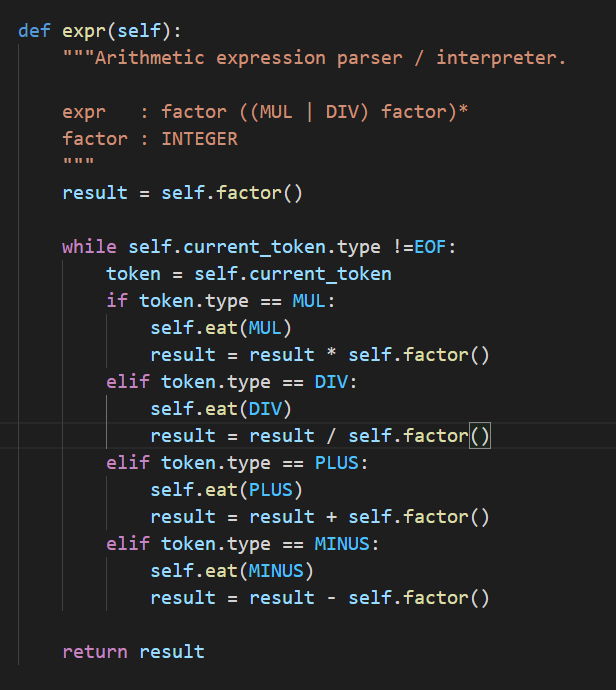 def expr(self):
    """Arithmetic expression parser / interpreter.

    expr   : factor ((MUL | DIV) factor)*
    factor : INTEGER
    """
    result = self.factor()

    while self.current_token.type !=EOF:
        token = self.current_token
        if token.type == MUL:
            self.eat(MUL)
            result = result * self.factor()
        elif token.type == DIV:
            self.eat(DIV)
            result = result / self.factor()
        elif token.type == PLUS:
            self.eat(PLUS)
            result = result + self.factor()
        elif token.type == MINUS:
            self.eat(MINUS)
            result = result - self.factor()

    return result